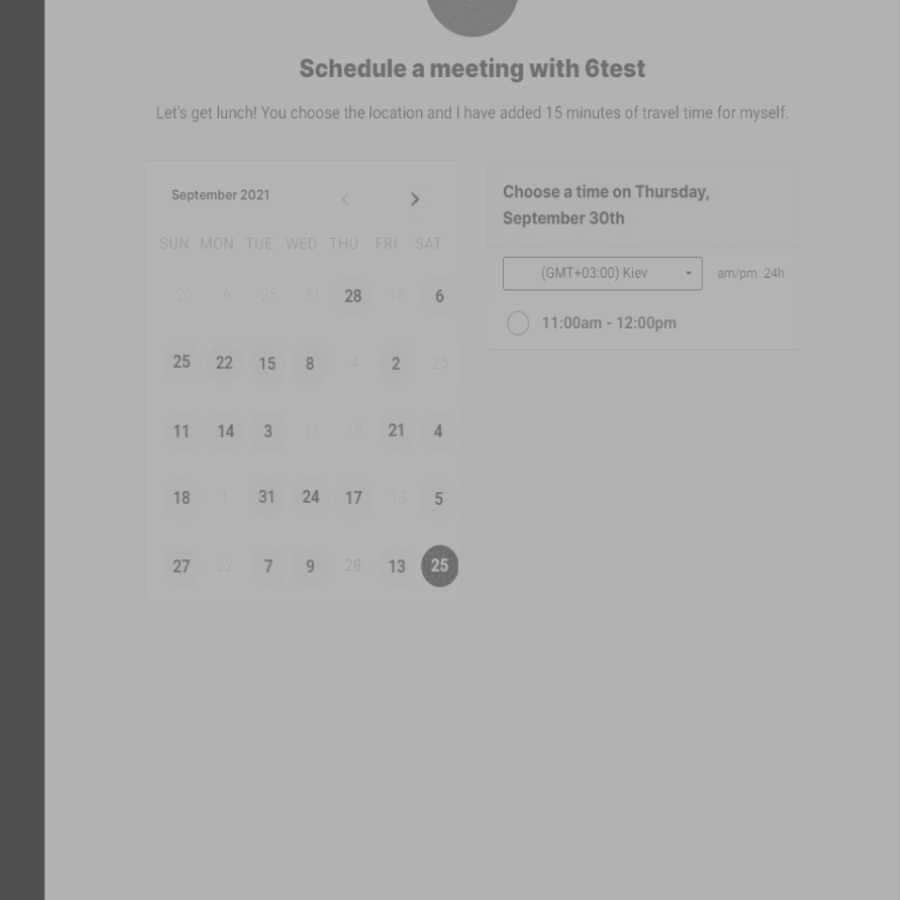 Schedule a meeting with 6test
Let's get lunch! You choose the location and I have added 15 minutes of travel time for myself.
September 2021
SUN MON TUE WED THU FRI SAT
20 6 25 31 28 18 6
25 22 15 8 4 2 25
11 14 3 11 18 21 4
18 1 31 24 17 13 5
27 22 7 9 28 13 25
Choose a time on Thursday,
September 30th
(GMT+03:00) Kiev am/pm 24h
11:00am - 12:00pm